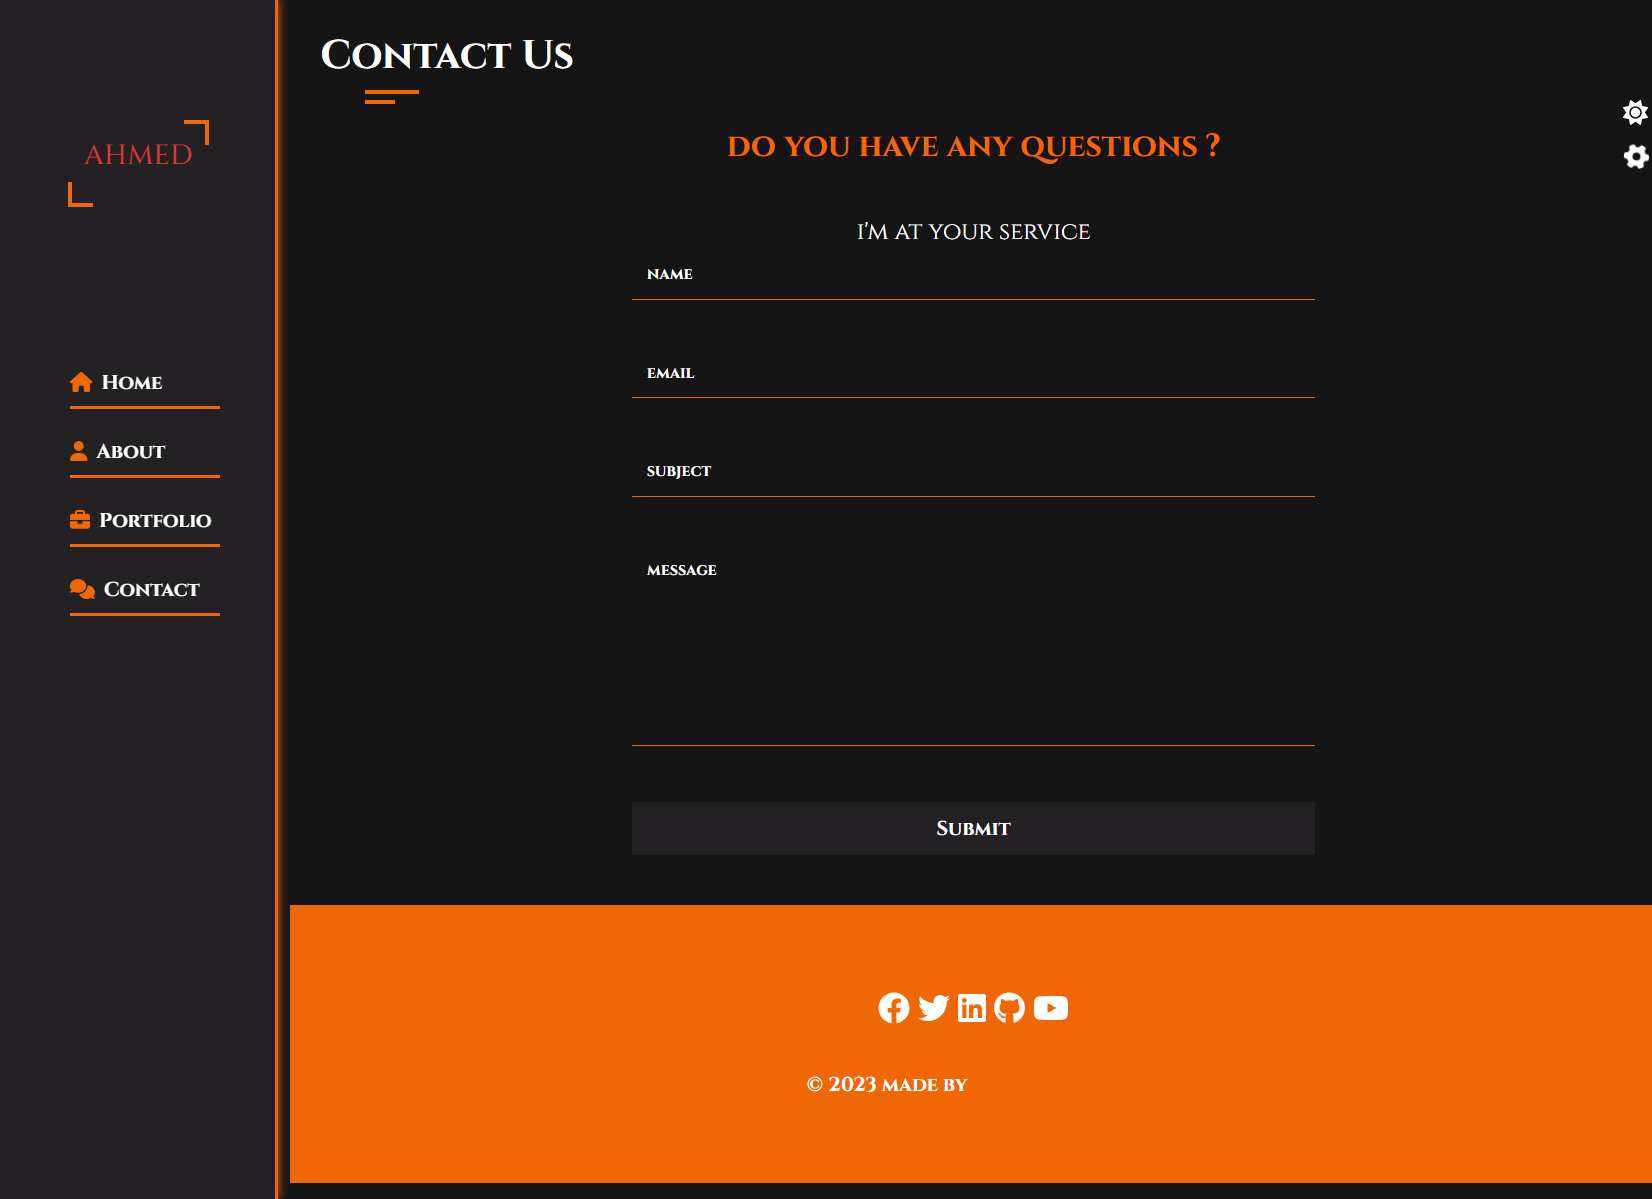 AHMED
Home
About
Portfolio
Contact
Contact Us
DO YOU HAVE ANY QUESTIONS ?
I'M AT YOUR SERVICE
NAME
EMAIL
SUBJECT
MESSAGE
Submit
© 2023 made by